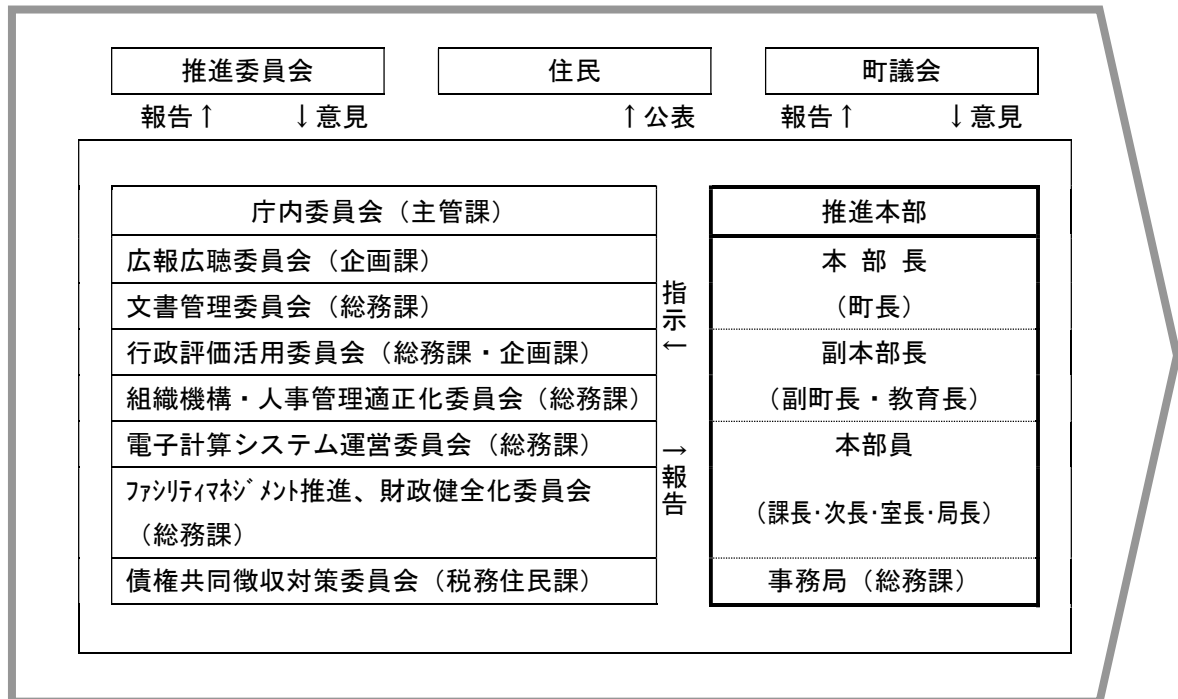 推進委員会
住民
町議会
報告↑ ↓意見
↑公表
報告↑ ↓意見
庁内委員会（主管課）
広報広聴委員会（企画課）
文書管理委員会（総務課）
行政評価活用委員会（総務課・企画課）
組織機構・人事管理適正化委員会（総務課）
電子計算システム運営委員会（総務課）
ﾌｧｼﾘﾃｨﾏﾈｼﾞﾒﾝﾄ推進、財政健全化委員会
（総務課）
債権共同徴収対策委員会（税務住民課）
指示←
→報告
推進本部
本 部 長
（町長）
副本部長
（副町長・教育長）
本部員
（課長･次長･室長･局長）
事務局（総務課）